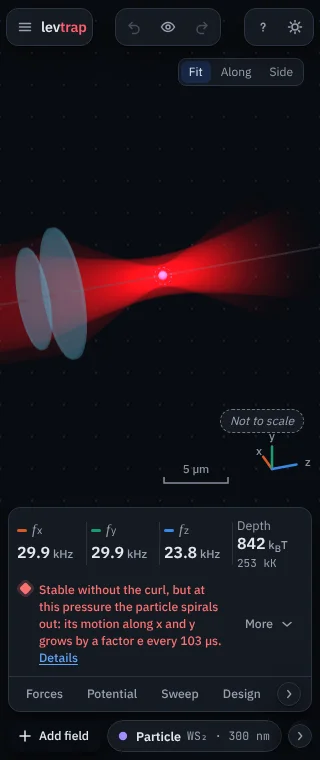 levtrap
?
Fit Along Side
Not to scale
y
x
z
5 µm
fx
29.9 kHz
fy
29.9 kHz
fz
23.8 kHz
Depth
842 kBT
253 kK
Stable without the curl, but at
this pressure the particle spirals
out: its motion along x and y
grows by a factor e every 103 µs.
Details
More
Forces Potential Sweep Design
+ Add field
Particle WS₂ · 300 nm